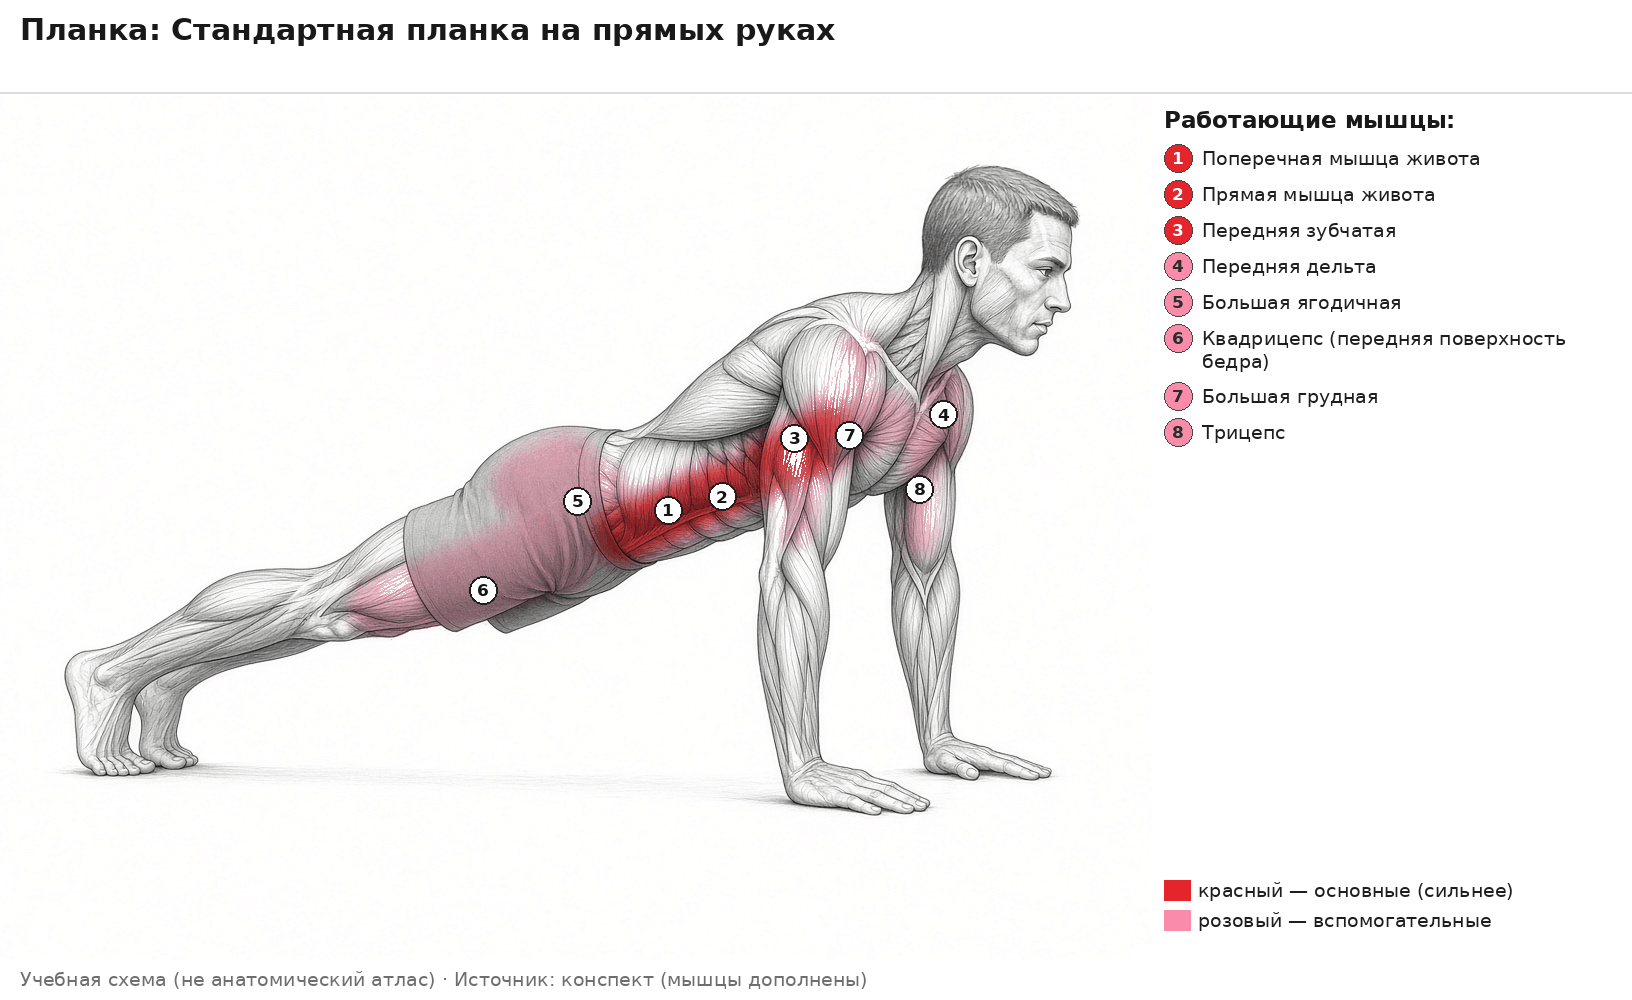 Планка: Стандартная планка на прямых руках
Работающие мышцы:
1 Поперечная мышца живота
2 Прямая мышца живота
3 Передняя зубчатая
4 Передняя дельта
5 Большая ягодичная
6 Квадрицепс (передняя поверхность
бедра)
7 Большая грудная
8 Трицепс
4
3
7
8
2
5
1
6
красный — основные (сильнее)
розовый — вспомогательные
Учебная схема (не анатомический атлас) · Источник: конспект (мышцы дополнены)